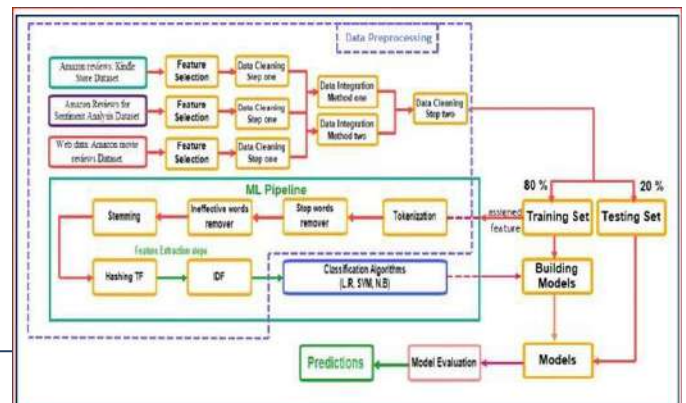 Data Preprocessing
Amazon reviews: Kindle
Store Dataset
Feature
Selection
Data Cleaning
Step one
Amazon Reviews for
Sentiment Analysis Dataset
Feature
Selection
Data Cleaning
Step one
Web data: Amazon movie
reviews Dataset
Feature
Selection
Data Cleaning
Step one
Data Integration
Method one
Data Integration
Method two
Data Cleaning
Step two
80 %
20 %
ML Pipeline
Stemming
Ineffective words
remover
Stop words
remover
Tokenization
assigned
feature
Training Set
Testing Set
Feature Extraction steps
Hashing TF
IDF
Classification Algorithms
(L.R, SVM, N.B)
Building
Models
Predictions
Model Evaluation
Models